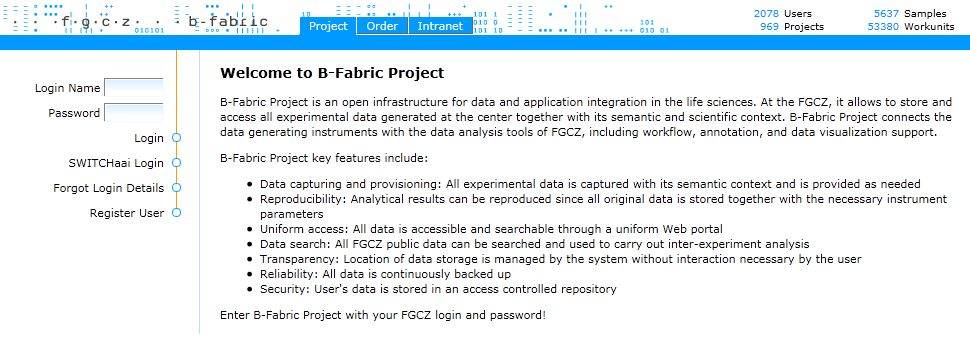 · · · f·g·c·z· · · b-fabric
Project Order Intranet
2078 Users 5637 Samples
969 Projects 53380 Workunits
Login Name
Password
Login
SWITCHaai Login
Forgot Login Details
Register User
Welcome to B-Fabric Project
B-Fabric Project is an open infrastructure for data and application integration in the life sciences. At the FGCZ, it allows to store and
access all experimental data generated at the center together with its semantic and scientific context. B-Fabric Project connects the
data generating instruments with the data analysis tools of FGCZ, including workflow, annotation, and data visualization support.
B-Fabric Project key features include:
• Data capturing and provisioning: All experimental data is captured with its semantic context and is provided as needed
• Reproducibility: Analytical results can be reproduced since all original data is stored together with the necessary instrument
parameters
• Uniform access: All data is accessible and searchable through a uniform Web portal
• Data search: All FGCZ public data can be searched and used to carry out inter-experiment analysis
• Transparency: Location of data storage is managed by the system without interaction necessary by the user
• Reliability: All data is continuously backed up
• Security: User's data is stored in an access controlled repository
Enter B-Fabric Project with your FGCZ login and password!